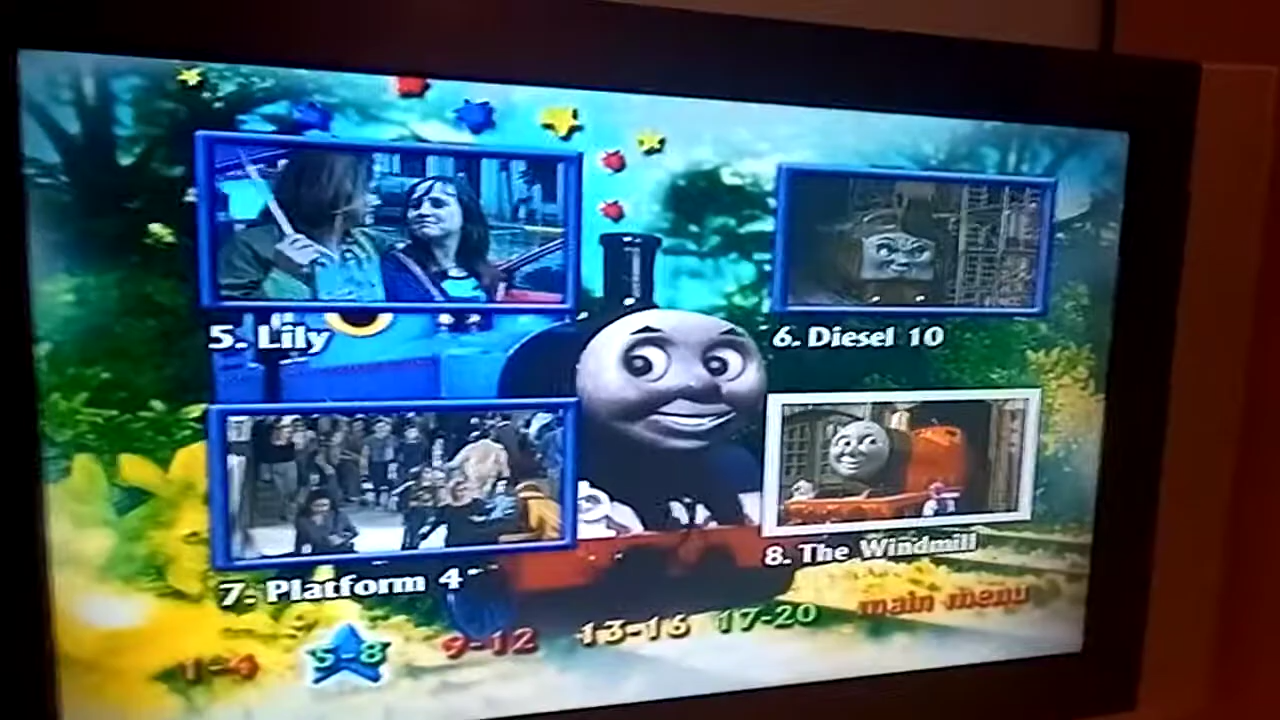 5. Lily
6. Diesel 10
7. Platform 4
8. The Windmill
1-4 5-8 9-12 13-16 17-20 main menu